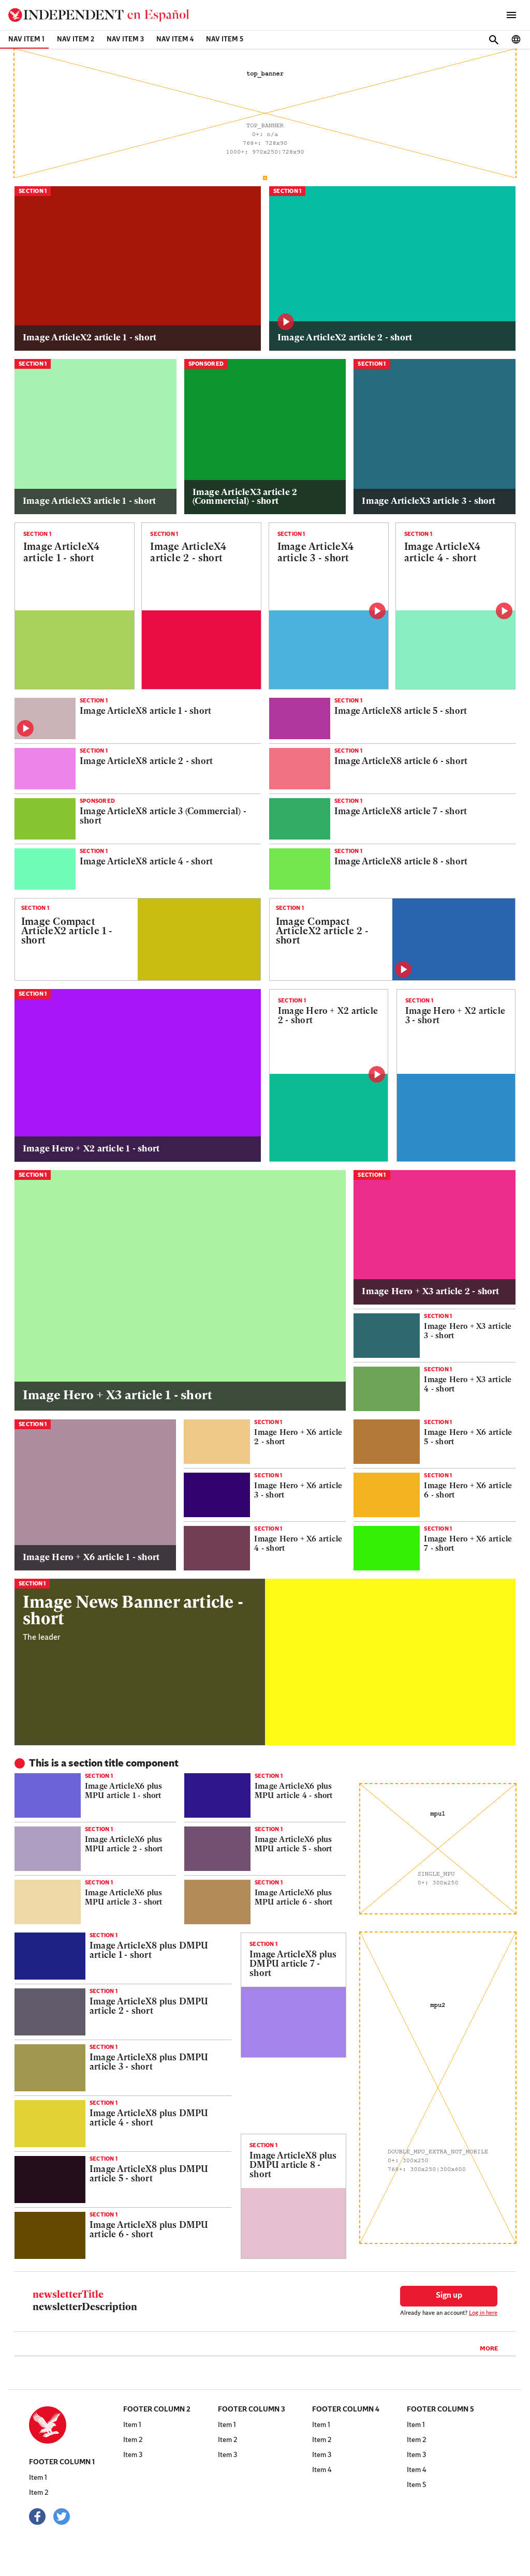 INDEPENDENT en Español
NAV ITEM 1 NAV ITEM 2 NAV ITEM 3 NAV ITEM 4 NAV ITEM 5
top_banner
TOP_BANNER
0+: n/a
768+: 728x90
1000+: 970x250|728x90
SECTION 1
Image ArticleX2 article 1 - short
SECTION 1
Image ArticleX2 article 2 - short
SECTION 1
Image ArticleX3 article 1 - short
SPONSORED
Image ArticleX3 article 2
(Commercial) - short
SECTION 1
Image ArticleX3 article 3 - short
SECTION 1
Image ArticleX4
article 1 - short
SECTION 1
Image ArticleX4
article 2 - short
SECTION 1
Image ArticleX4
article 3 - short
SECTION 1
Image ArticleX4
article 4 - short
SECTION 1
Image ArticleX8 article 1 - short
SECTION 1
Image ArticleX8 article 2 - short
SPONSORED
Image ArticleX8 article 3 (Commercial) -
short
SECTION 1
Image ArticleX8 article 4 - short
SECTION 1
Image ArticleX8 article 5 - short
SECTION 1
Image ArticleX8 article 6 - short
SECTION 1
Image ArticleX8 article 7 - short
SECTION 1
Image ArticleX8 article 8 - short
SECTION 1
Image Compact
ArticleX2 article 1 -
short
SECTION 1
Image Compact
ArticleX2 article 2 -
short
SECTION 1
Image Hero + X2 article 1 - short
SECTION 1
Image Hero + X2 article
2 - short
SECTION 1
Image Hero + X2 article
3 - short
SECTION 1
Image Hero + X3 article 1 - short
SECTION 1
Image Hero + X3 article 2 - short
SECTION 1
Image Hero + X3 article
3 - short
SECTION 1
Image Hero + X3 article
4 - short
SECTION 1
Image Hero + X6 article 1 - short
SECTION 1
Image Hero + X6 article
2 - short
SECTION 1
Image Hero + X6 article
3 - short
SECTION 1
Image Hero + X6 article
4 - short
SECTION 1
Image Hero + X6 article
5 - short
SECTION 1
Image Hero + X6 article
6 - short
SECTION 1
Image Hero + X6 article
7 - short
SECTION 1
Image News Banner article -
short
The leader
This is a section title component
SECTION 1
Image ArticleX6 plus
MPU article 1 - short
SECTION 1
Image ArticleX6 plus
MPU article 2 - short
SECTION 1
Image ArticleX6 plus
MPU article 3 - short
SECTION 1
Image ArticleX6 plus
MPU article 4 - short
SECTION 1
Image ArticleX6 plus
MPU article 5 - short
SECTION 1
Image ArticleX6 plus
MPU article 6 - short
mpu1
SINGLE_MPU
0+: 300x250
SECTION 1
Image ArticleX8 plus DMPU
article 1 - short
SECTION 1
Image ArticleX8 plus DMPU
article 2 - short
SECTION 1
Image ArticleX8 plus DMPU
article 3 - short
SECTION 1
Image ArticleX8 plus DMPU
article 4 - short
SECTION 1
Image ArticleX8 plus DMPU
article 5 - short
SECTION 1
Image ArticleX8 plus DMPU
article 6 - short
SECTION 1
Image ArticleX8 plus
DMPU article 7 -
short
SECTION 1
Image ArticleX8 plus
DMPU article 8 -
short
mpu2
DOUBLE_MPU_EXTRA_NOT_MOBILE
0+: 300x250
768+: 300x250|300x600
newsletterTitle
newsletterDescription
Sign up
Already have an account? Log in here
MORE
FOOTER COLUMN 1
Item 1
Item 2
FOOTER COLUMN 2
Item 1
Item 2
Item 3
FOOTER COLUMN 3
Item 1
Item 2
Item 3
FOOTER COLUMN 4
Item 1
Item 2
Item 3
Item 4
FOOTER COLUMN 5
Item 1
Item 2
Item 3
Item 4
Item 5